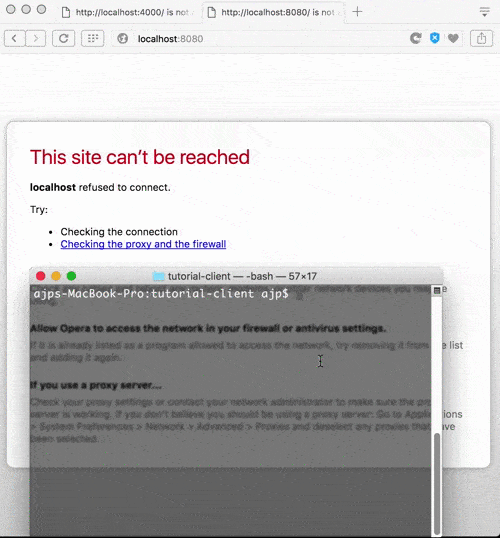 http://localhost:4000/ is not
http://localhost:8080/ is not
localhost:8080
This site can't be reached
localhost refused to connect.
Try:
Checking the connection
Checking the proxy and the firewall
tutorial-client — -bash — 57×17
ajps-MacBook-Pro:tutorial-client ajp$
network devices you may be
using.
Allow Opera to access the network in your firewall or antivirus settings.
If it is already listed as a program allowed to access the network, try removing it from the list
and adding it again.
If you use a proxy server...
Check your proxy settings or contact your network administrator to make sure the
server is working. If you don't believe you should be using a proxy server: Go to Applications
> System Preferences > Network > Advanced > Proxies and deselect any proxies that have
been selected.